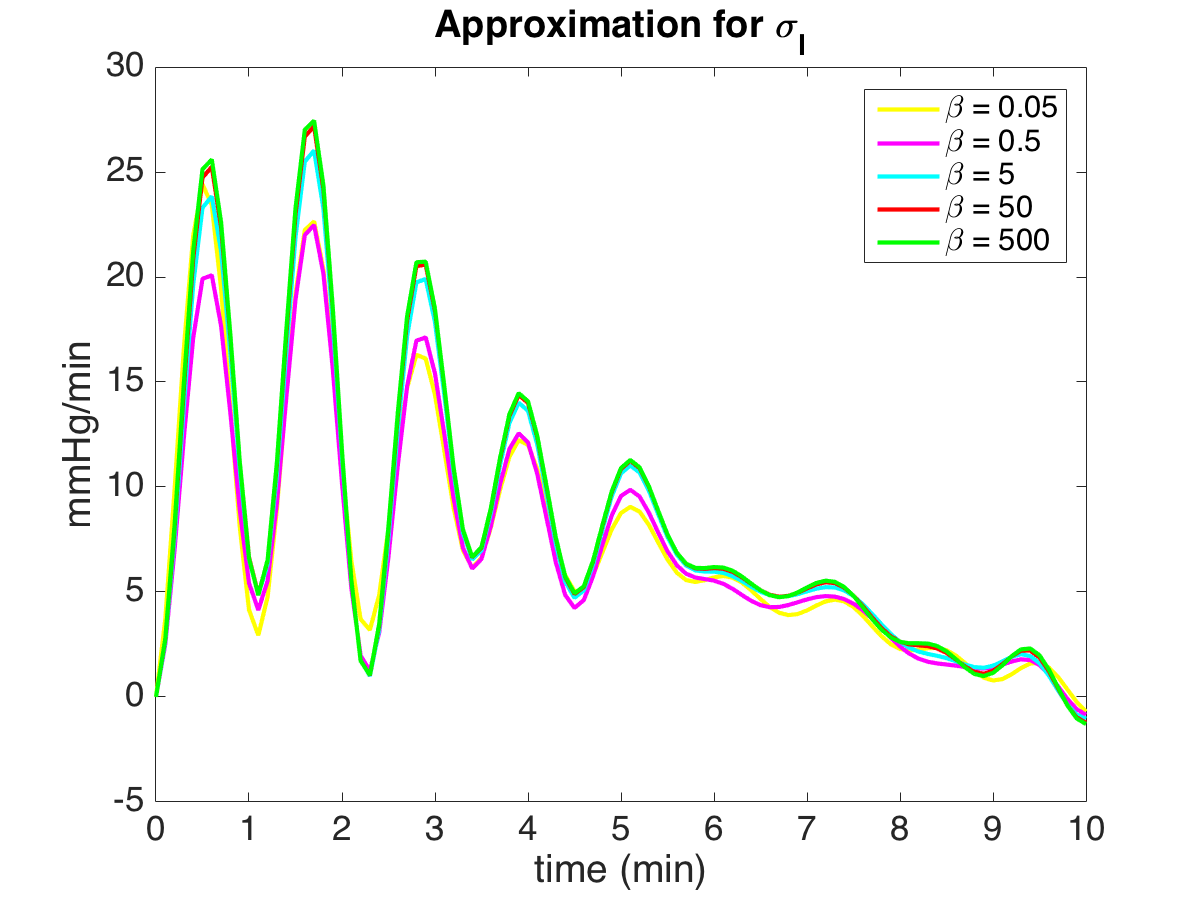 Approximation for σ_I
30
25
20
15
10
5
0
-5
mmHg/min
β = 0.05
β = 0.5
β = 5
β = 50
β = 500
0 1 2 3 4 5 6 7 8 9 10
time (min)